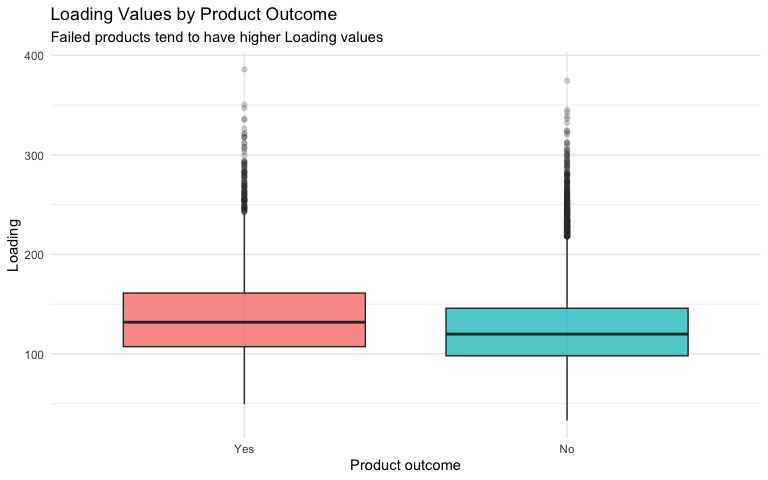 Loading Values by Product Outcome
Failed products tend to have higher Loading values
400
300
200
100
Loading
Yes No
Product outcome